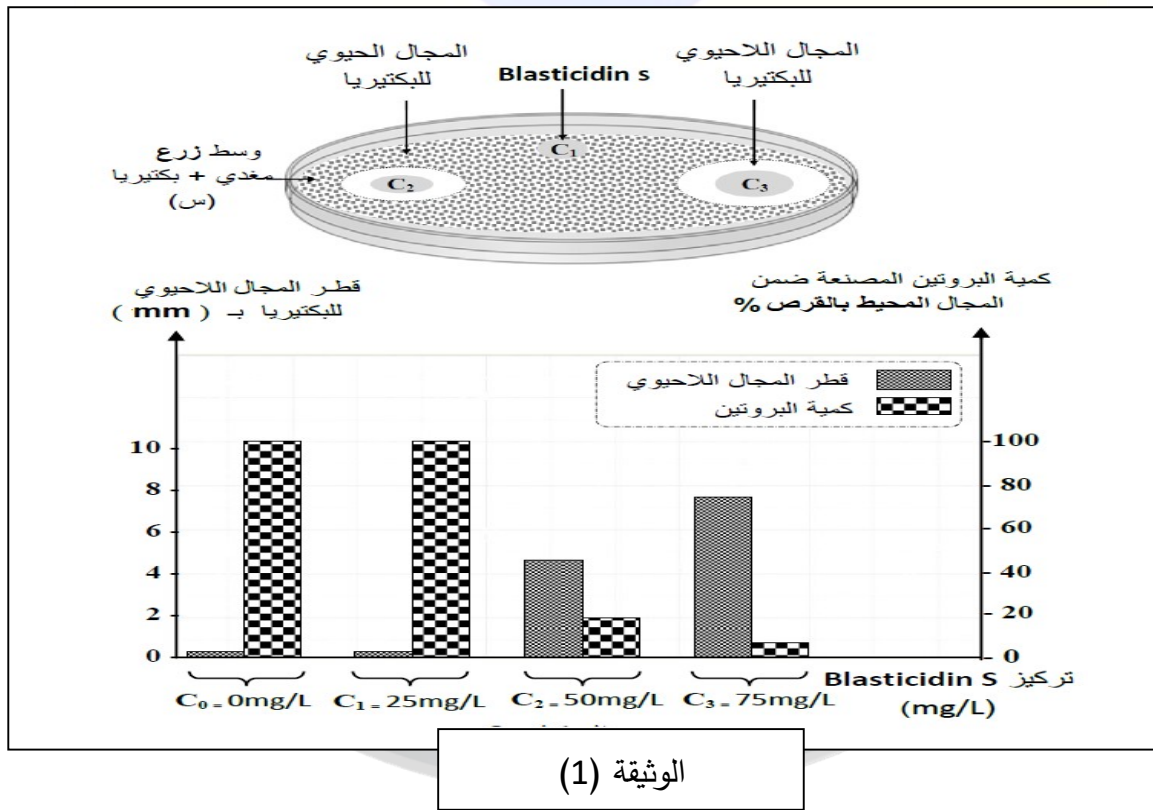 المجال الحيوي
للبكتيريا
Blasticidin s
المجال اللاحيوي
للبكتيريا
وسط زرع
مغدي + بكتيريا
(س)
C₂
C₁
C₃
قطر المجال اللاحيوي
للبكتيريا بـ ( mm )
كمية البروتين المصنعة ضمن
المجال المحيط بالقرص %
قطر المجال اللاحيوي
كمية البروتين
10
8
6
4
2
0
100
80
60
40
20
0
C₀ = 0mg/L
C₁ = 25mg/L
C₂ = 50mg/L
C₃ = 75mg/L
تركيز Blasticidin S
(mg/L)
الوثيقة (1)